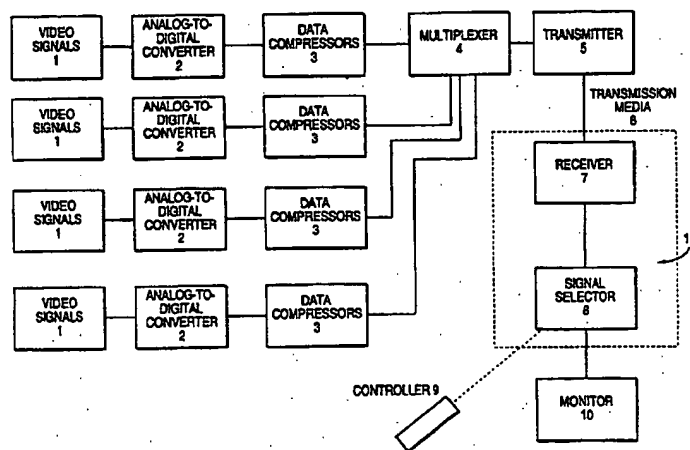 VIDEO
SIGNALS
1
ANALOG-TO-
DIGITAL
CONVERTER
2
DATA
COMPRESSORS
3
MULTIPLEXER
4
TRANSMITTER
5
VIDEO
SIGNALS
1
ANALOG-TO-
DIGITAL
CONVERTER
2
DATA
COMPRESSORS
3
TRANSMISSION
MEDIA
6
RECEIVER
7
VIDEO
SIGNALS
1
ANALOG-TO-
DIGITAL
CONVERTER
2
DATA
COMPRESSORS
3
1
VIDEO
SIGNALS
1
ANALOG-TO-
DIGITAL
CONVERTER
2
DATA
COMPRESSORS
3
SIGNAL
SELECTOR
8
CONTROLLER 9
MONITOR
10